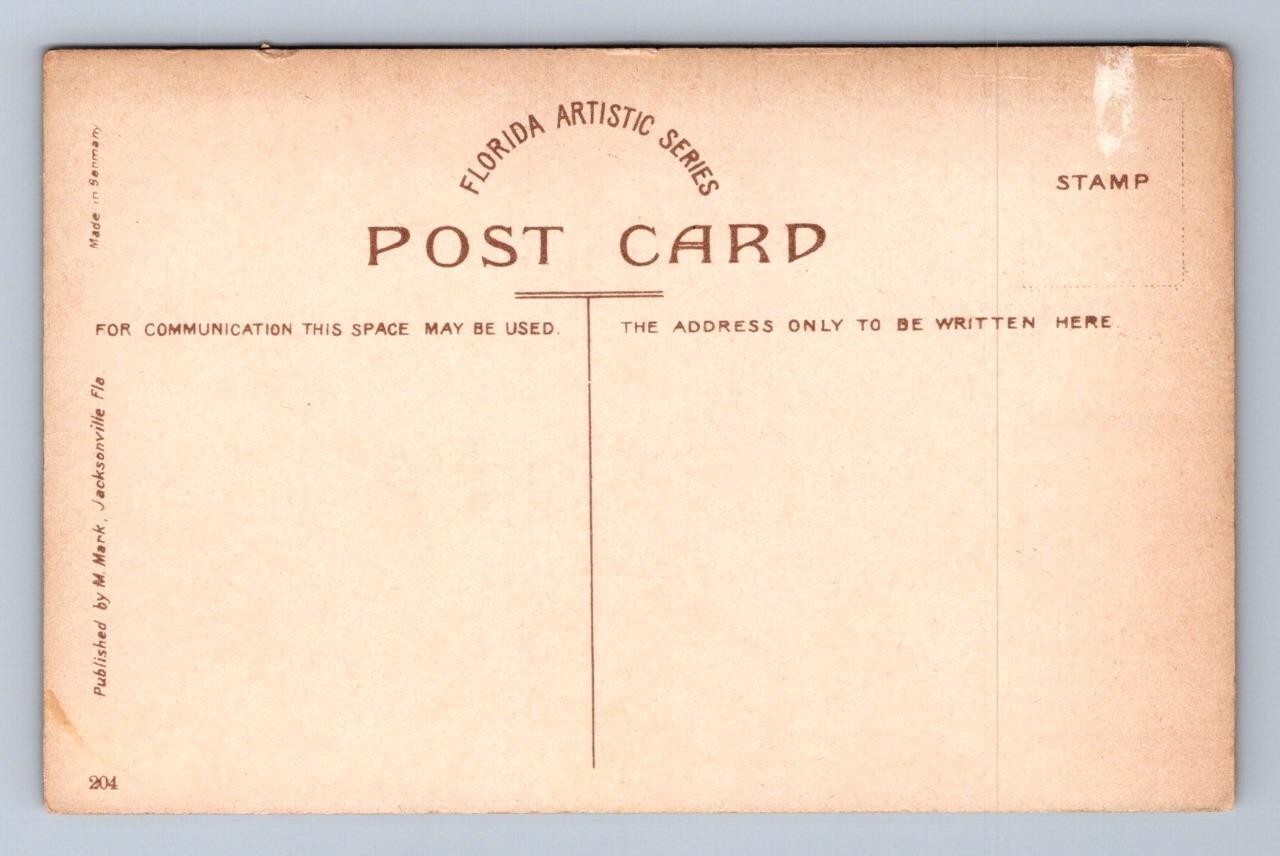 FLORIDA ARTISTIC SERIES
POST CARD
STAMP
FOR COMMUNICATION THIS SPACE MAY BE USED.
THE ADDRESS ONLY TO BE WRITTEN HERE.
Made in Germany
Published by M. Mark, Jacksonville Fla.
204